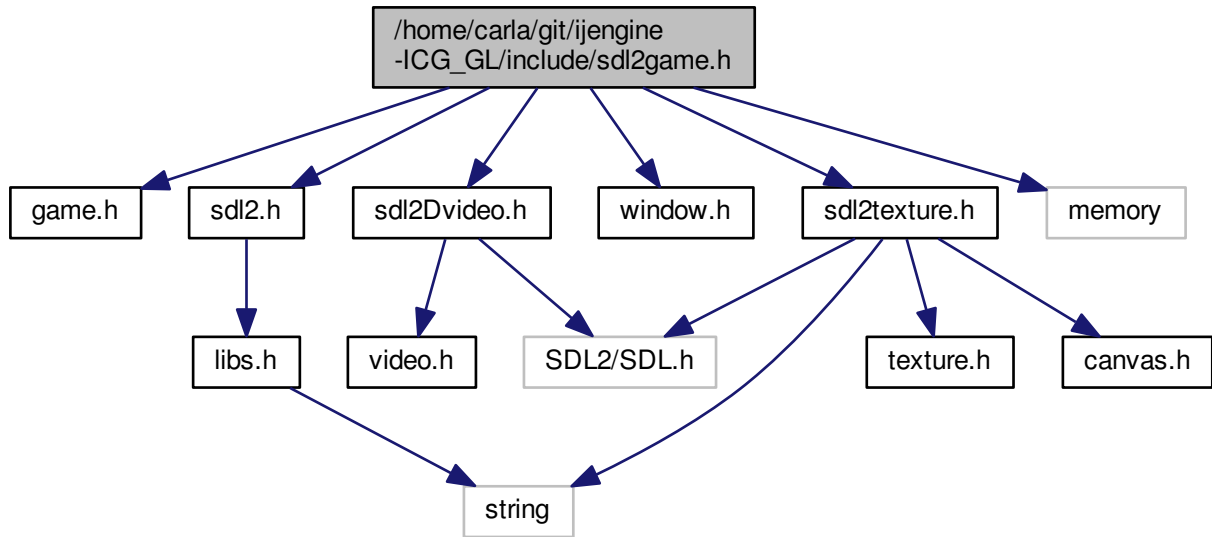 /home/carla/git/ijengine
-ICG_GL/include/sdl2game.h
game.h
sdl2.h
sdl2Dvideo.h
window.h
sdl2texture.h
memory
libs.h
video.h
SDL2/SDL.h
texture.h
canvas.h
string